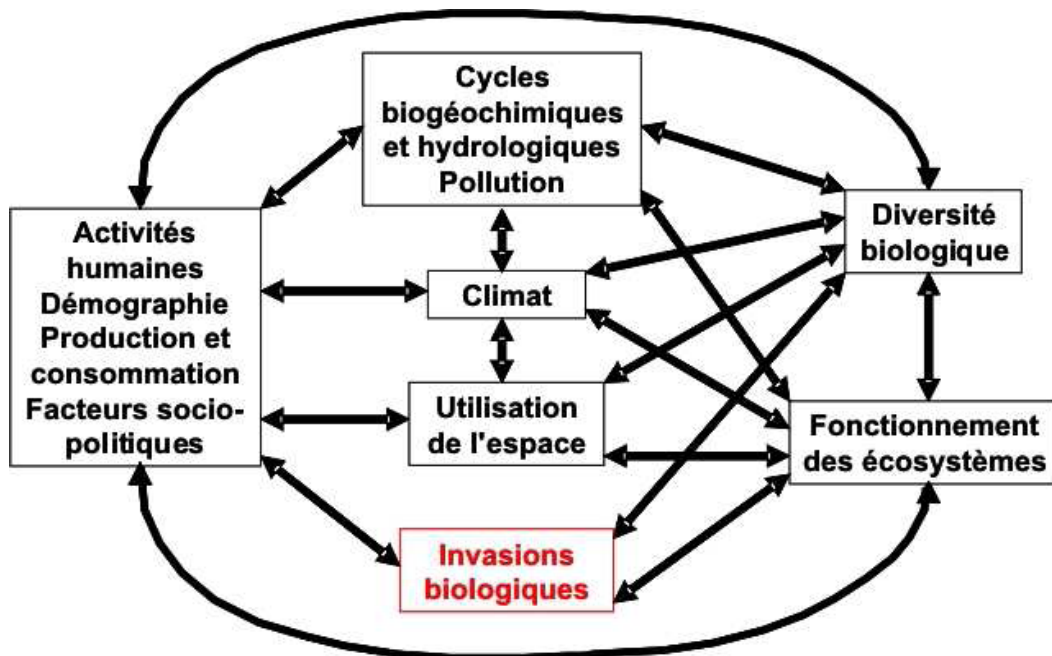 Cycles
biogéochimiques
et hydrologiques
Pollution
Activités
humaines
Démographie
Production et
consommation
Facteurs socio-
politiques
Climat
Utilisation
de l'espace
Invasions
biologiques
Diversité
biologique
Fonctionnement
des écosystèmes